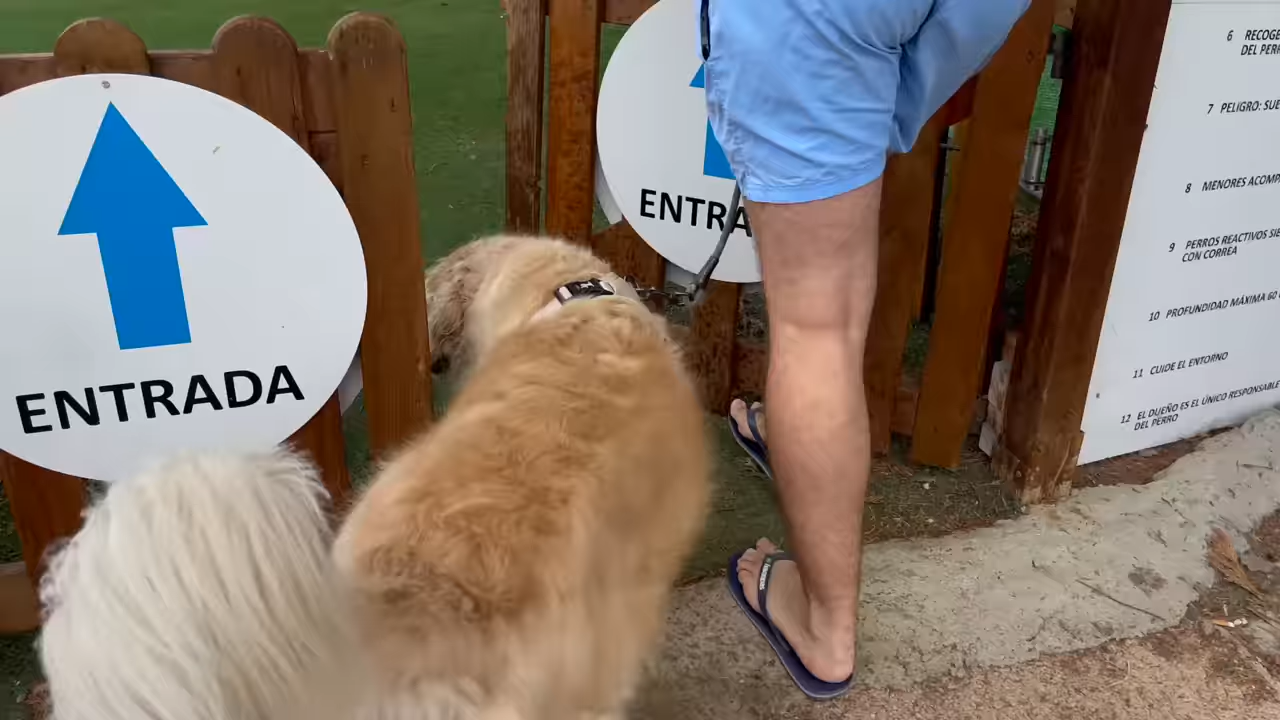 ENTRADA
ENTRA
6 RECOGE
DEL PERR
7 PELIGRO: SUE
8 MENORES ACOMP
9 PERROS REACTIVOS SIE
CON CORREA
10 PROFUNDIDAD MÁXIMA 60
11 CUIDE EL ENTORNO
12 EL DUEÑO ES EL ÚNICO RESPONSABLE
DEL PERRO